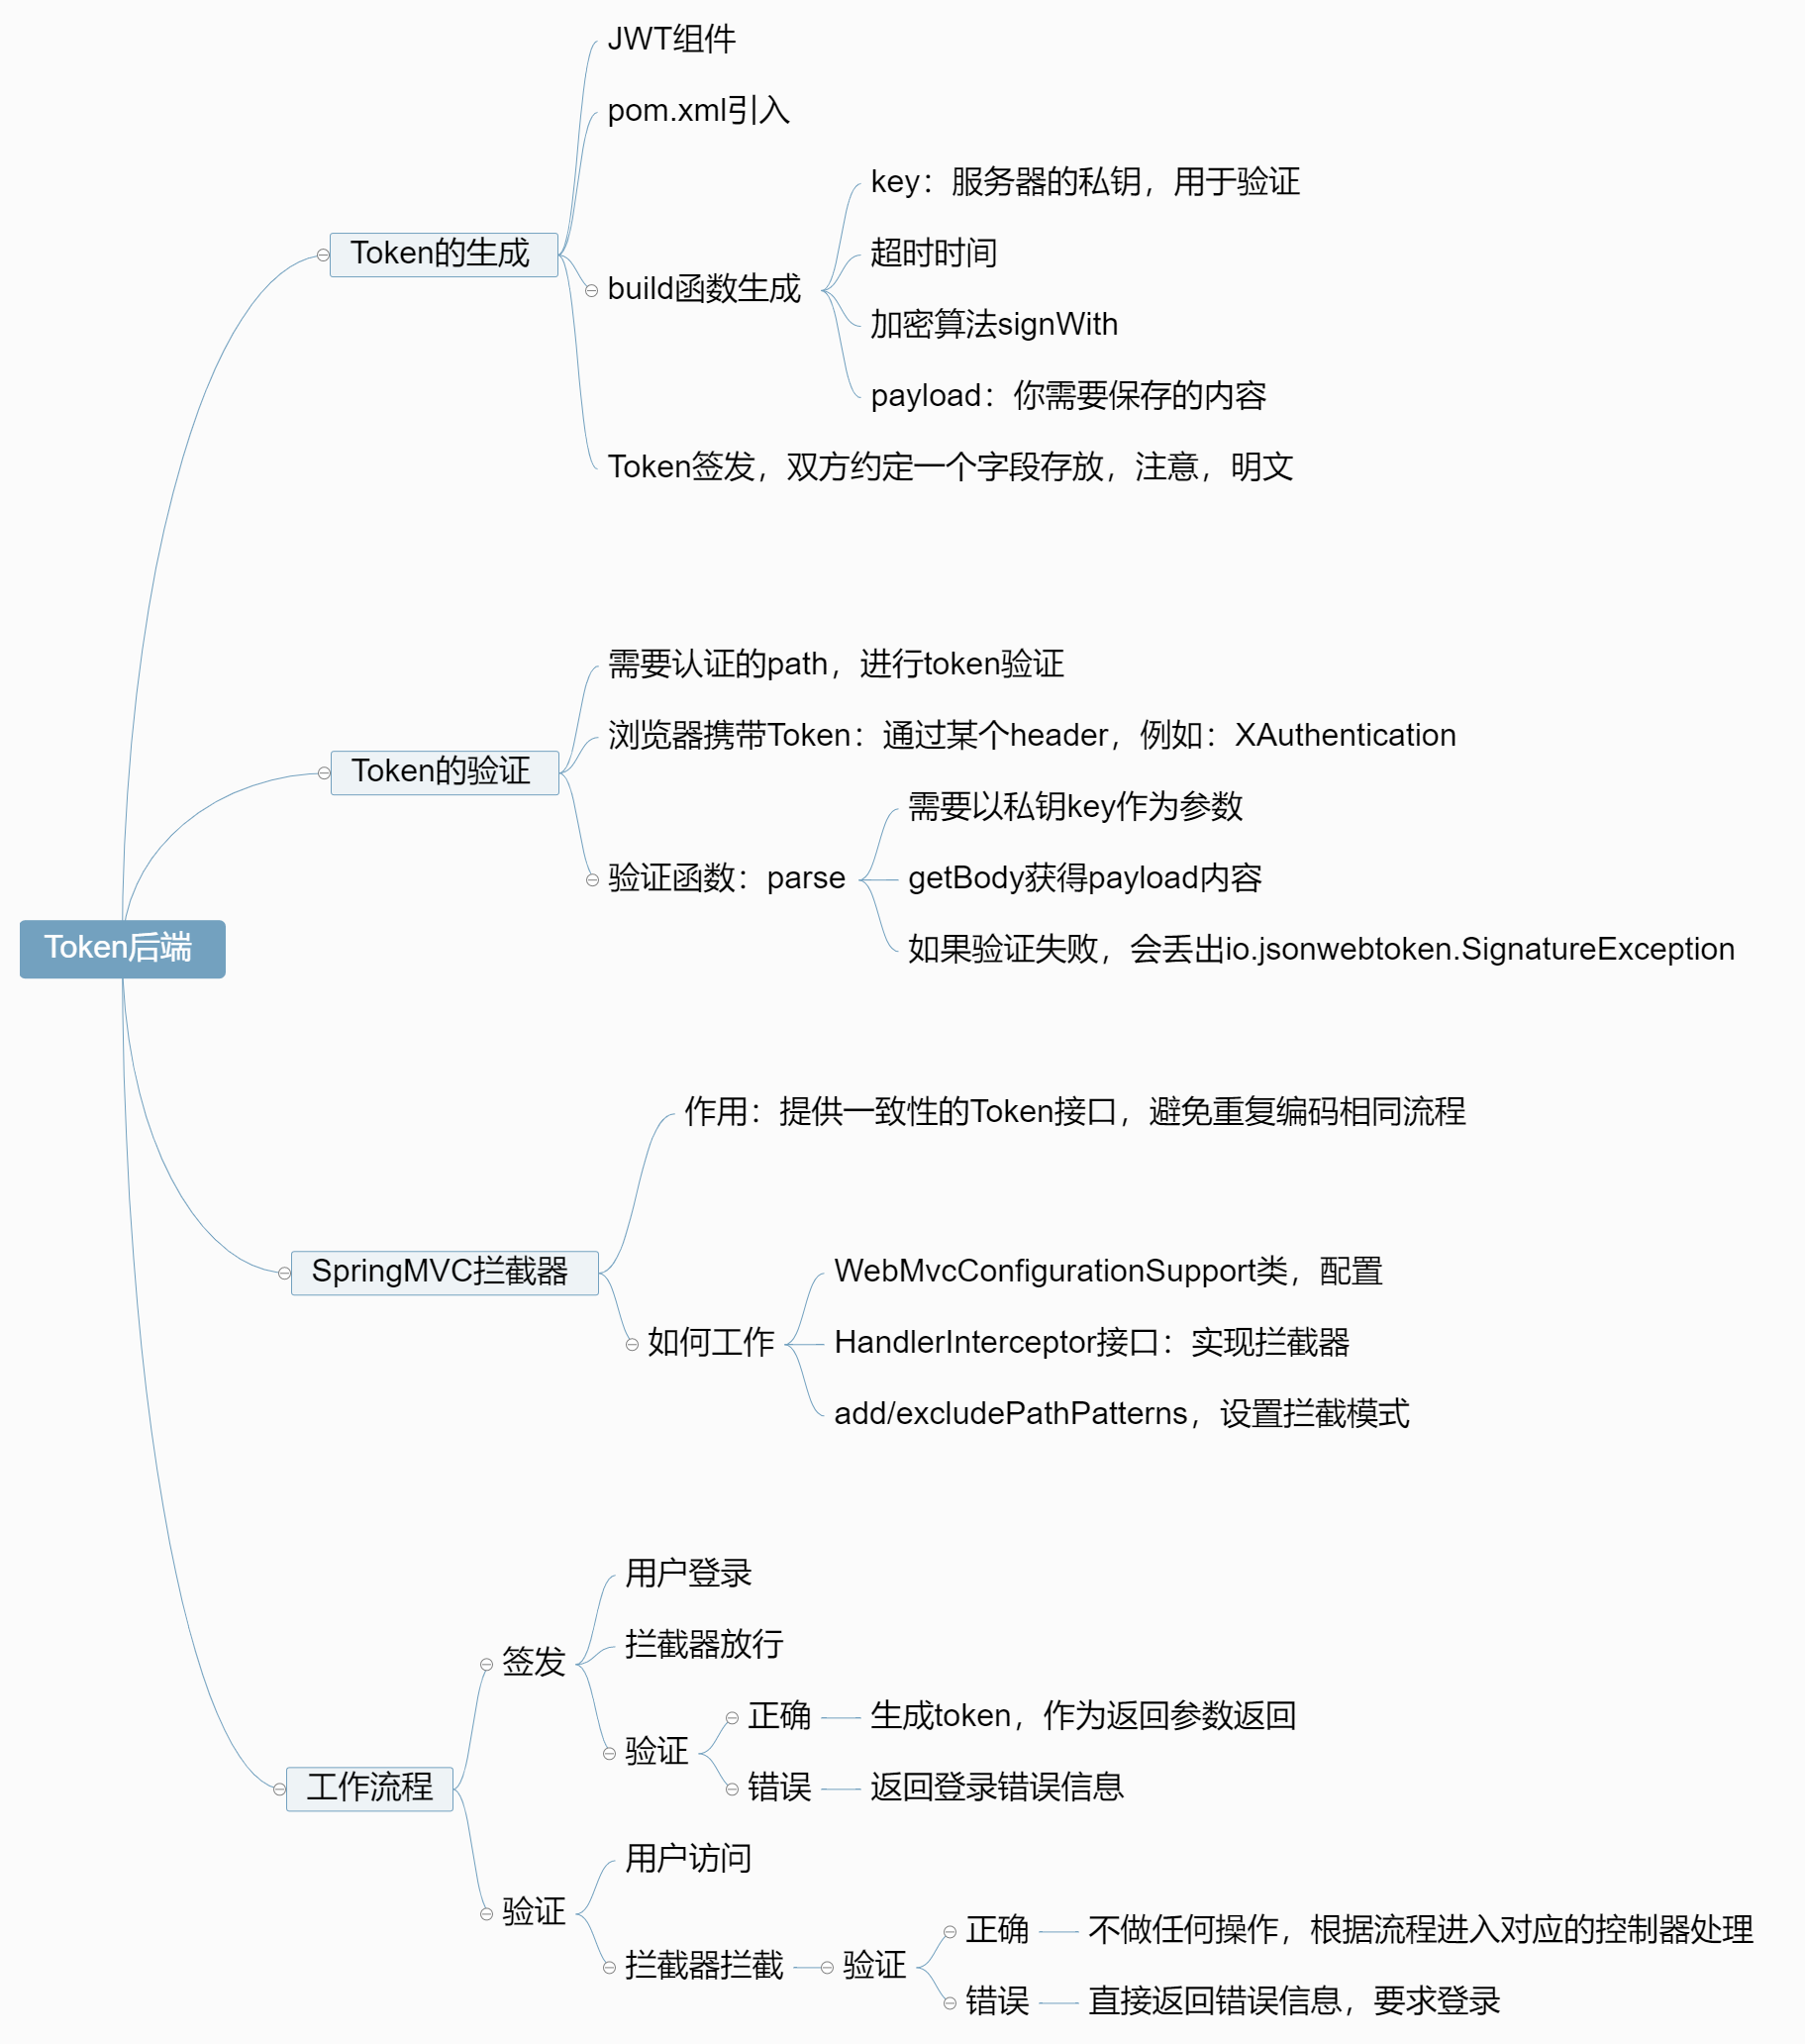 JWT组件
pom.xml引入
key：服务器的私钥，用于验证
Token的生成
超时时间
build函数生成
加密算法signWith
payload：你需要保存的内容
Token签发，双方约定一个字段存放，注意，明文
需要认证的path，进行token验证
浏览器携带Token：通过某个header，例如：XAuthentication
Token的验证
需要以私钥key作为参数
验证函数：parse
getBody获得payload内容
如果验证失败，会丢出io.jsonwebtoken.SignatureException
Token后端
作用：提供一致性的Token接口，避免重复编码相同流程
SpringMVC拦截器
WebMvcConfigurationSupport类，配置
如何工作
HandlerInterceptor接口：实现拦截器
add/excludePathPatterns，设置拦截模式
用户登录
拦截器放行
签发
正确
生成token，作为返回参数返回
验证
错误
返回登录错误信息
工作流程
用户访问
验证
正确
不做任何操作，根据流程进入对应的控制器处理
拦截器拦截
验证
错误
直接返回错误信息，要求登录